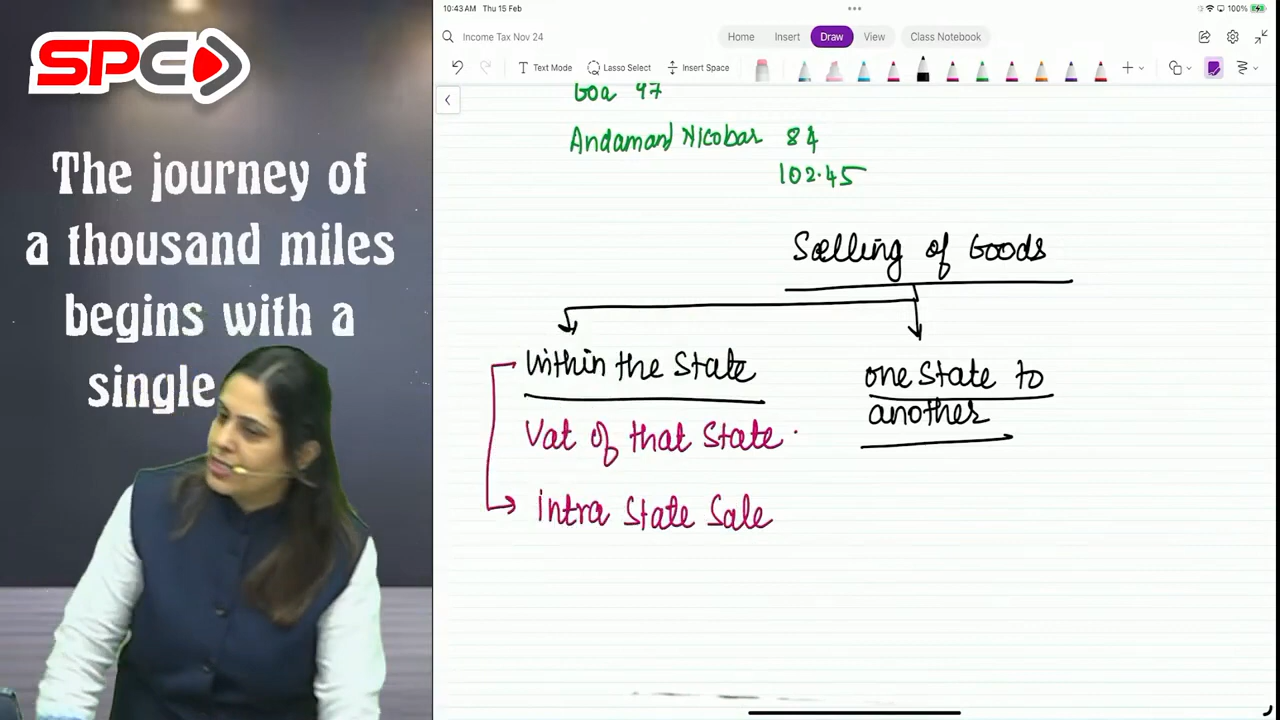 SPC
The journey of
a thousand miles
begins with a
single
10:43 AM Thu 15 Feb
100%
Income Tax Nov 24
Home Insert Draw View Class Notebook
Text Mode Lasso Select Insert Space
Goa 97
Andaman Nicobar 84
102.45
Selling of Goods
Within the State
one State to
another
Vat of that State
intra State Sale